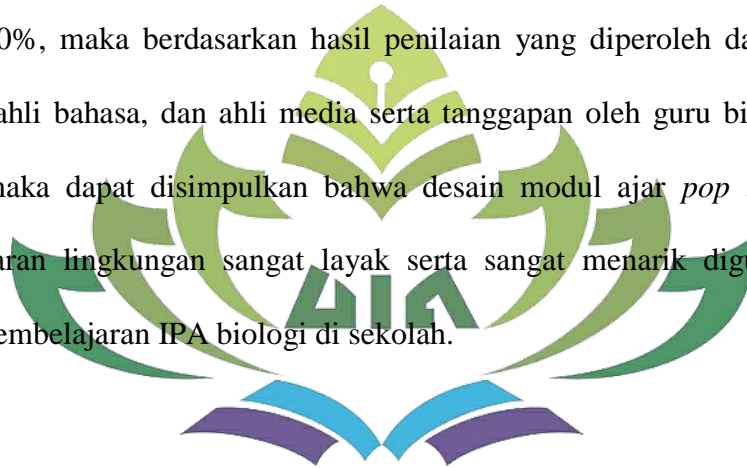 0%, maka berdasarkan hasil penilaian yang diperoleh da
ahli bahasa, dan ahli media serta tanggapan oleh guru bi
maka dapat disimpulkan bahwa desain modul ajar pop
aran lingkungan sangat layak serta sangat menarik digu
embelajaran IPA biologi di sekolah.
UIN